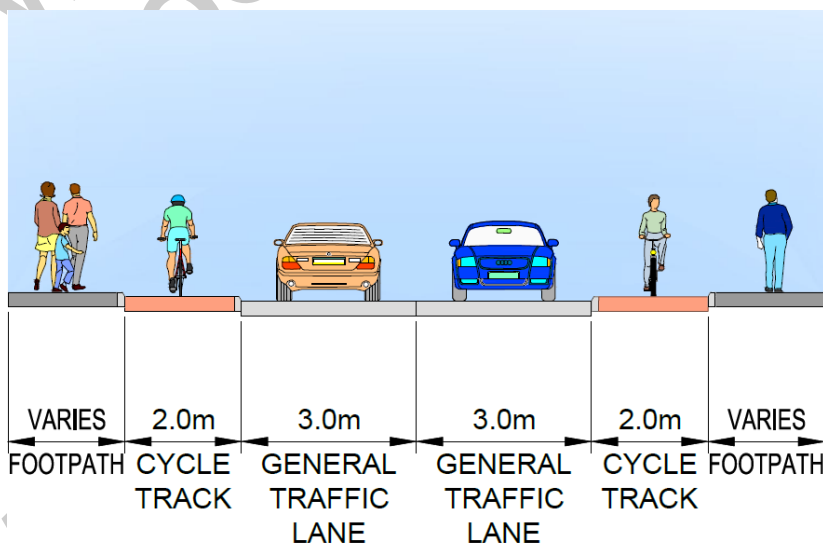 VARIES 2.0m 3.0m 3.0m 2.0m VARIES
FOOTPATH CYCLE GENERAL GENERAL CYCLE FOOTPATH
TRACK TRAFFIC TRAFFIC TRACK
LANE LANE